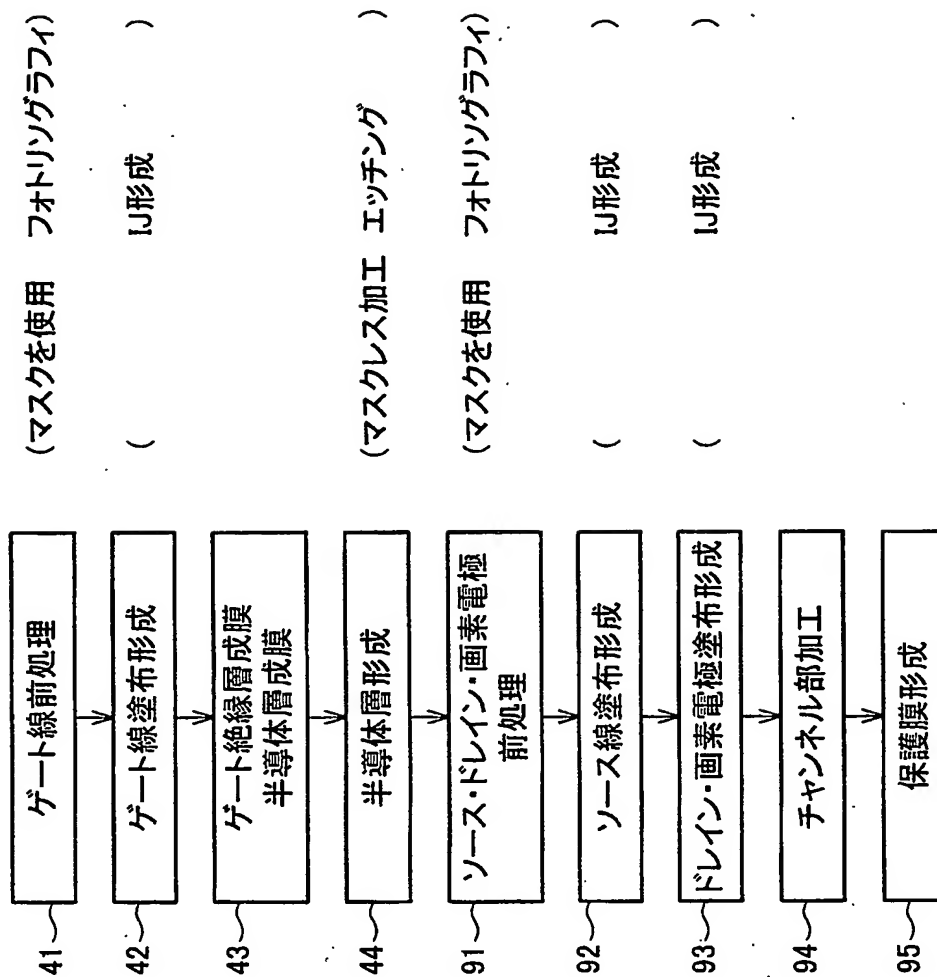 41 ゲート線前処理 (マスクを使用 フォトリソグラフィ)
42 ゲート線塗布形成 ( IJ形成 )
43 ゲート絶縁層成膜
半導体層成膜
44 半導体層形成 (マスクレス加工 エッチング )
91 ソース・ドレイン・画素電極
前処理 (マスクを使用 フォトリソグラフィ)
92 ソース線塗布形成 ( IJ形成 )
93 ドレイン・画素電極塗布形成 ( IJ形成 )
94 チャンネル部加工
95 保護膜形成